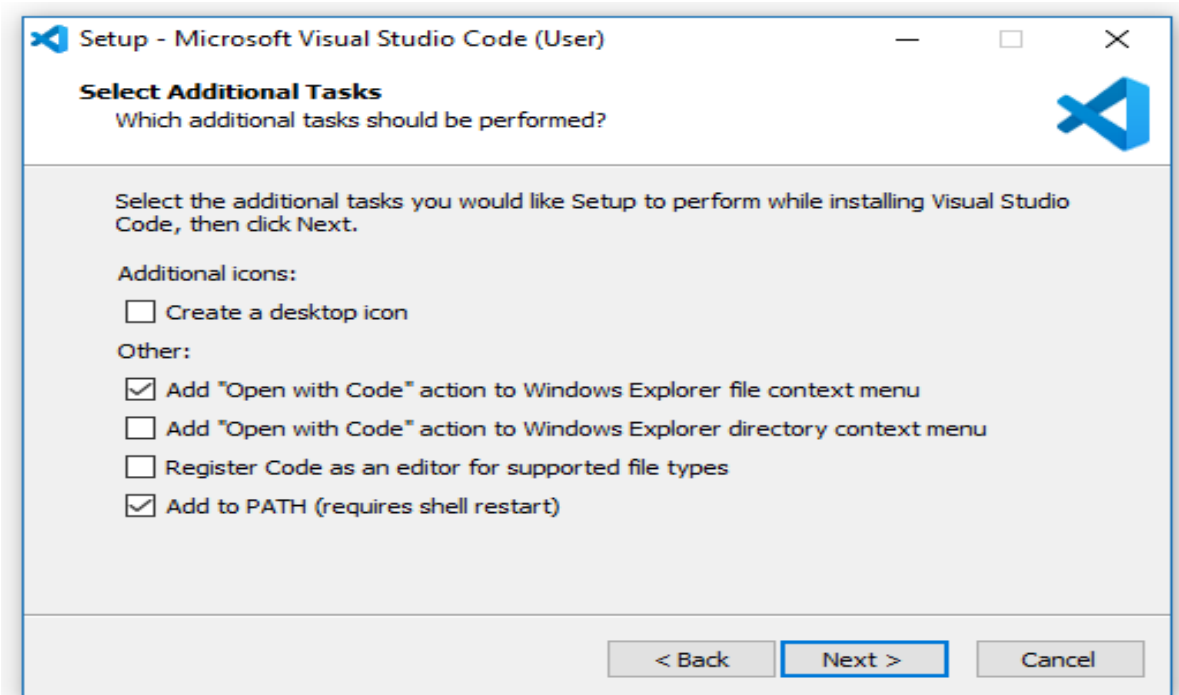 Setup - Microsoft Visual Studio Code (User)
Select Additional Tasks
Which additional tasks should be performed?
Select the additional tasks you would like Setup to perform while installing Visual Studio
Code, then click Next.
Additional icons:
Create a desktop icon
Other:
Add "Open with Code" action to Windows Explorer file context menu
Add "Open with Code" action to Windows Explorer directory context menu
Register Code as an editor for supported file types
Add to PATH (requires shell restart)
< Back Next > Cancel